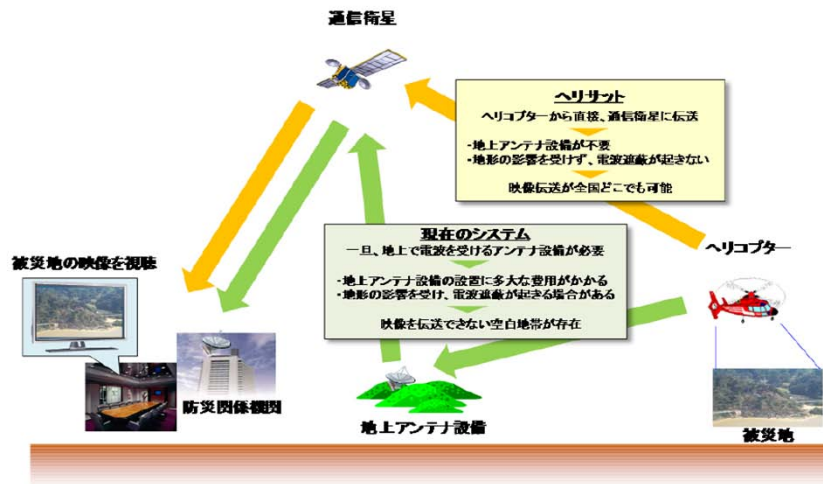 通信衛星
ヘリサット
ヘリコプターから直接、通信衛星に伝送
・地上アンテナ設備が不要
・地形の影響を受けず、電波遮蔽が起きない
映像伝送が全国どこでも可能
現在のシステム
一旦、地上で電波を受けるアンテナ設備が必要
・地上アンテナ設備の設置に多大な費用がかかる
・地形の影響を受け、電波遮蔽が起きる場合がある
映像を伝送できない空白地帯が存在
ヘリコプター
被災地の映像を視聴
防災関係機関
地上アンテナ設備
被災地